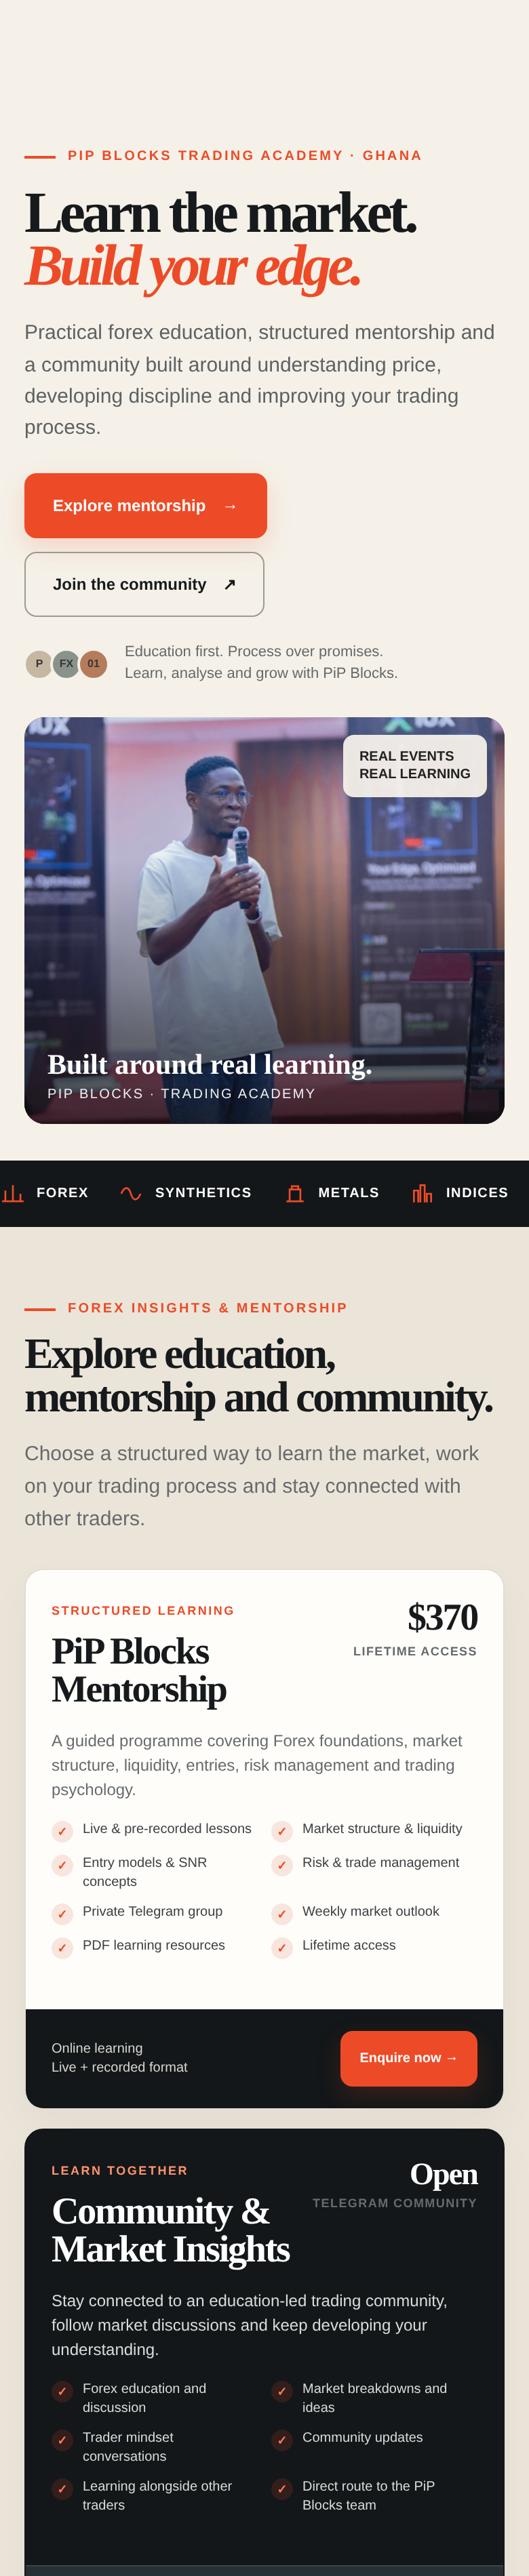 PIP BLOCKS TRADING ACADEMY · GHANA
Learn the market.
Build your edge.
Practical forex education, structured mentorship and
a community built around understanding price,
developing discipline and improving your trading
process.
Explore mentorship →
Join the community ↗
P FX 01
Education first. Process over promises.
Learn, analyse and grow with PiP Blocks.
REAL EVENTS
REAL LEARNING
Your Edge. Optimized
Built around real learning.
PIP BLOCKS · TRADING ACADEMY
FOREX SYNTHETICS METALS INDICES
FOREX INSIGHTS & MENTORSHIP
Explore education,
mentorship and community.
Choose a structured way to learn the market, work
on your trading process and stay connected with
other traders.
STRUCTURED LEARNING
$370
LIFETIME ACCESS
PiP Blocks
Mentorship
A guided programme covering Forex foundations, market
structure, liquidity, entries, risk management and trading
psychology.
✓ Live & pre-recorded lessons
✓ Market structure & liquidity
✓ Entry models & SNR
concepts
✓ Risk & trade management
✓ Private Telegram group
✓ Weekly market outlook
✓ PDF learning resources
✓ Lifetime access
Online learning
Live + recorded format
Enquire now →
LEARN TOGETHER
Open
TELEGRAM COMMUNITY
Community &
Market Insights
Stay connected to an education-led trading community,
follow market discussions and keep developing your
understanding.
✓ Forex education and
discussion
✓ Market breakdowns and
ideas
✓ Trader mindset
conversations
✓ Community updates
✓ Learning alongside other
traders
✓ Direct route to the PiP
Blocks team